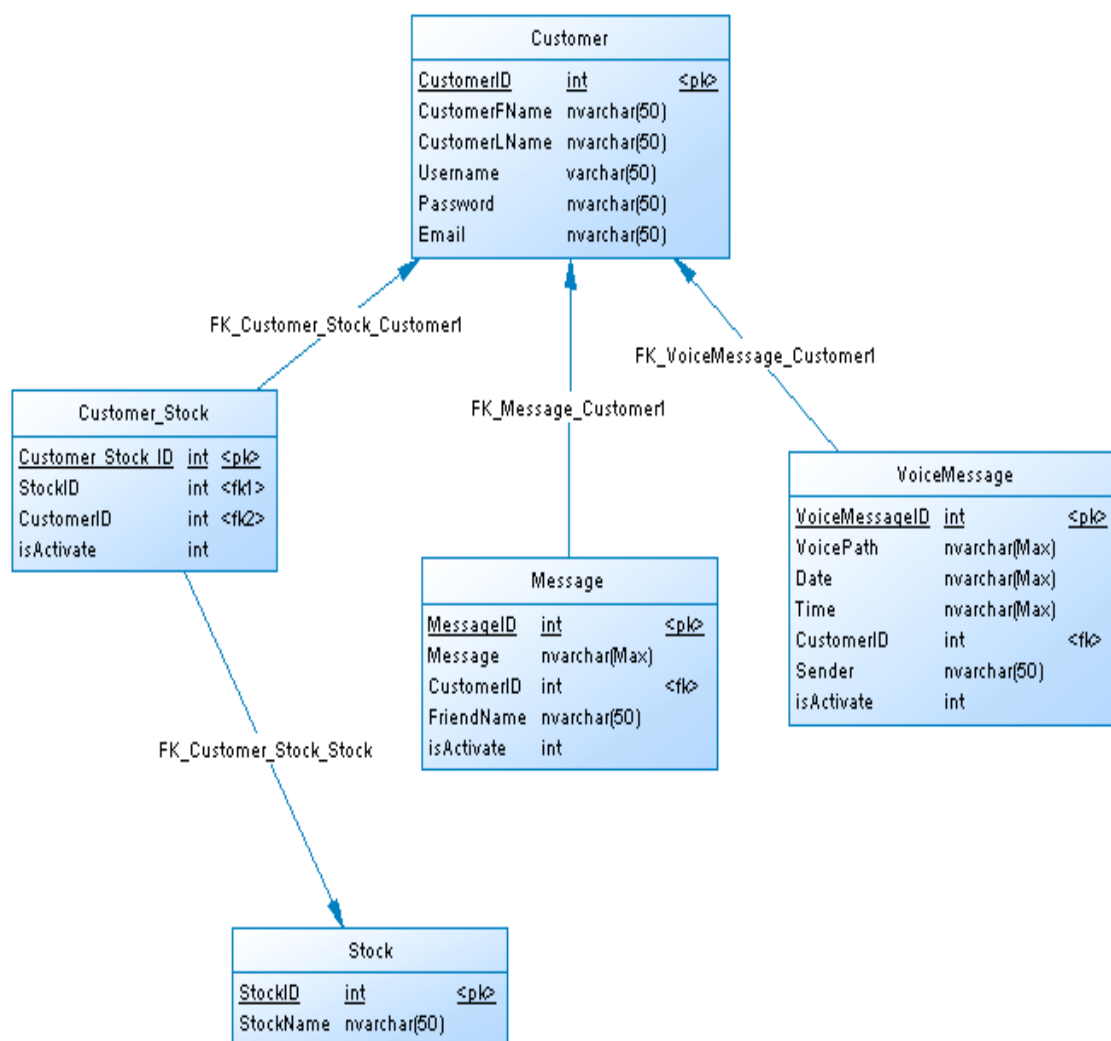 Customer
CustomerID int <pk>
CustomerFName nvarchar(50)
CustomerLName nvarchar(50)
Username varchar(50)
Password nvarchar(50)
Email nvarchar(50)
FK_Customer_Stock_Customer1
FK_VoiceMessage_Customer1
FK_Message_Customer1
Customer_Stock
Customer_Stock_ID int <pk>
StockID int <fk1>
CustomerID int <fk2>
isActivate int
VoiceMessage
VoiceMessageID int <pk>
VoicePath nvarchar(Max)
Date nvarchar(Max)
Time nvarchar(Max)
CustomerID int <fk>
Sender nvarchar(50)
isActivate int
Message
MessageID int <pk>
Message nvarchar(Max)
CustomerID int <fk>
FriendName nvarchar(50)
isActivate int
FK_Customer_Stock_Stock
Stock
StockID int <pk>
StockName nvarchar(50)